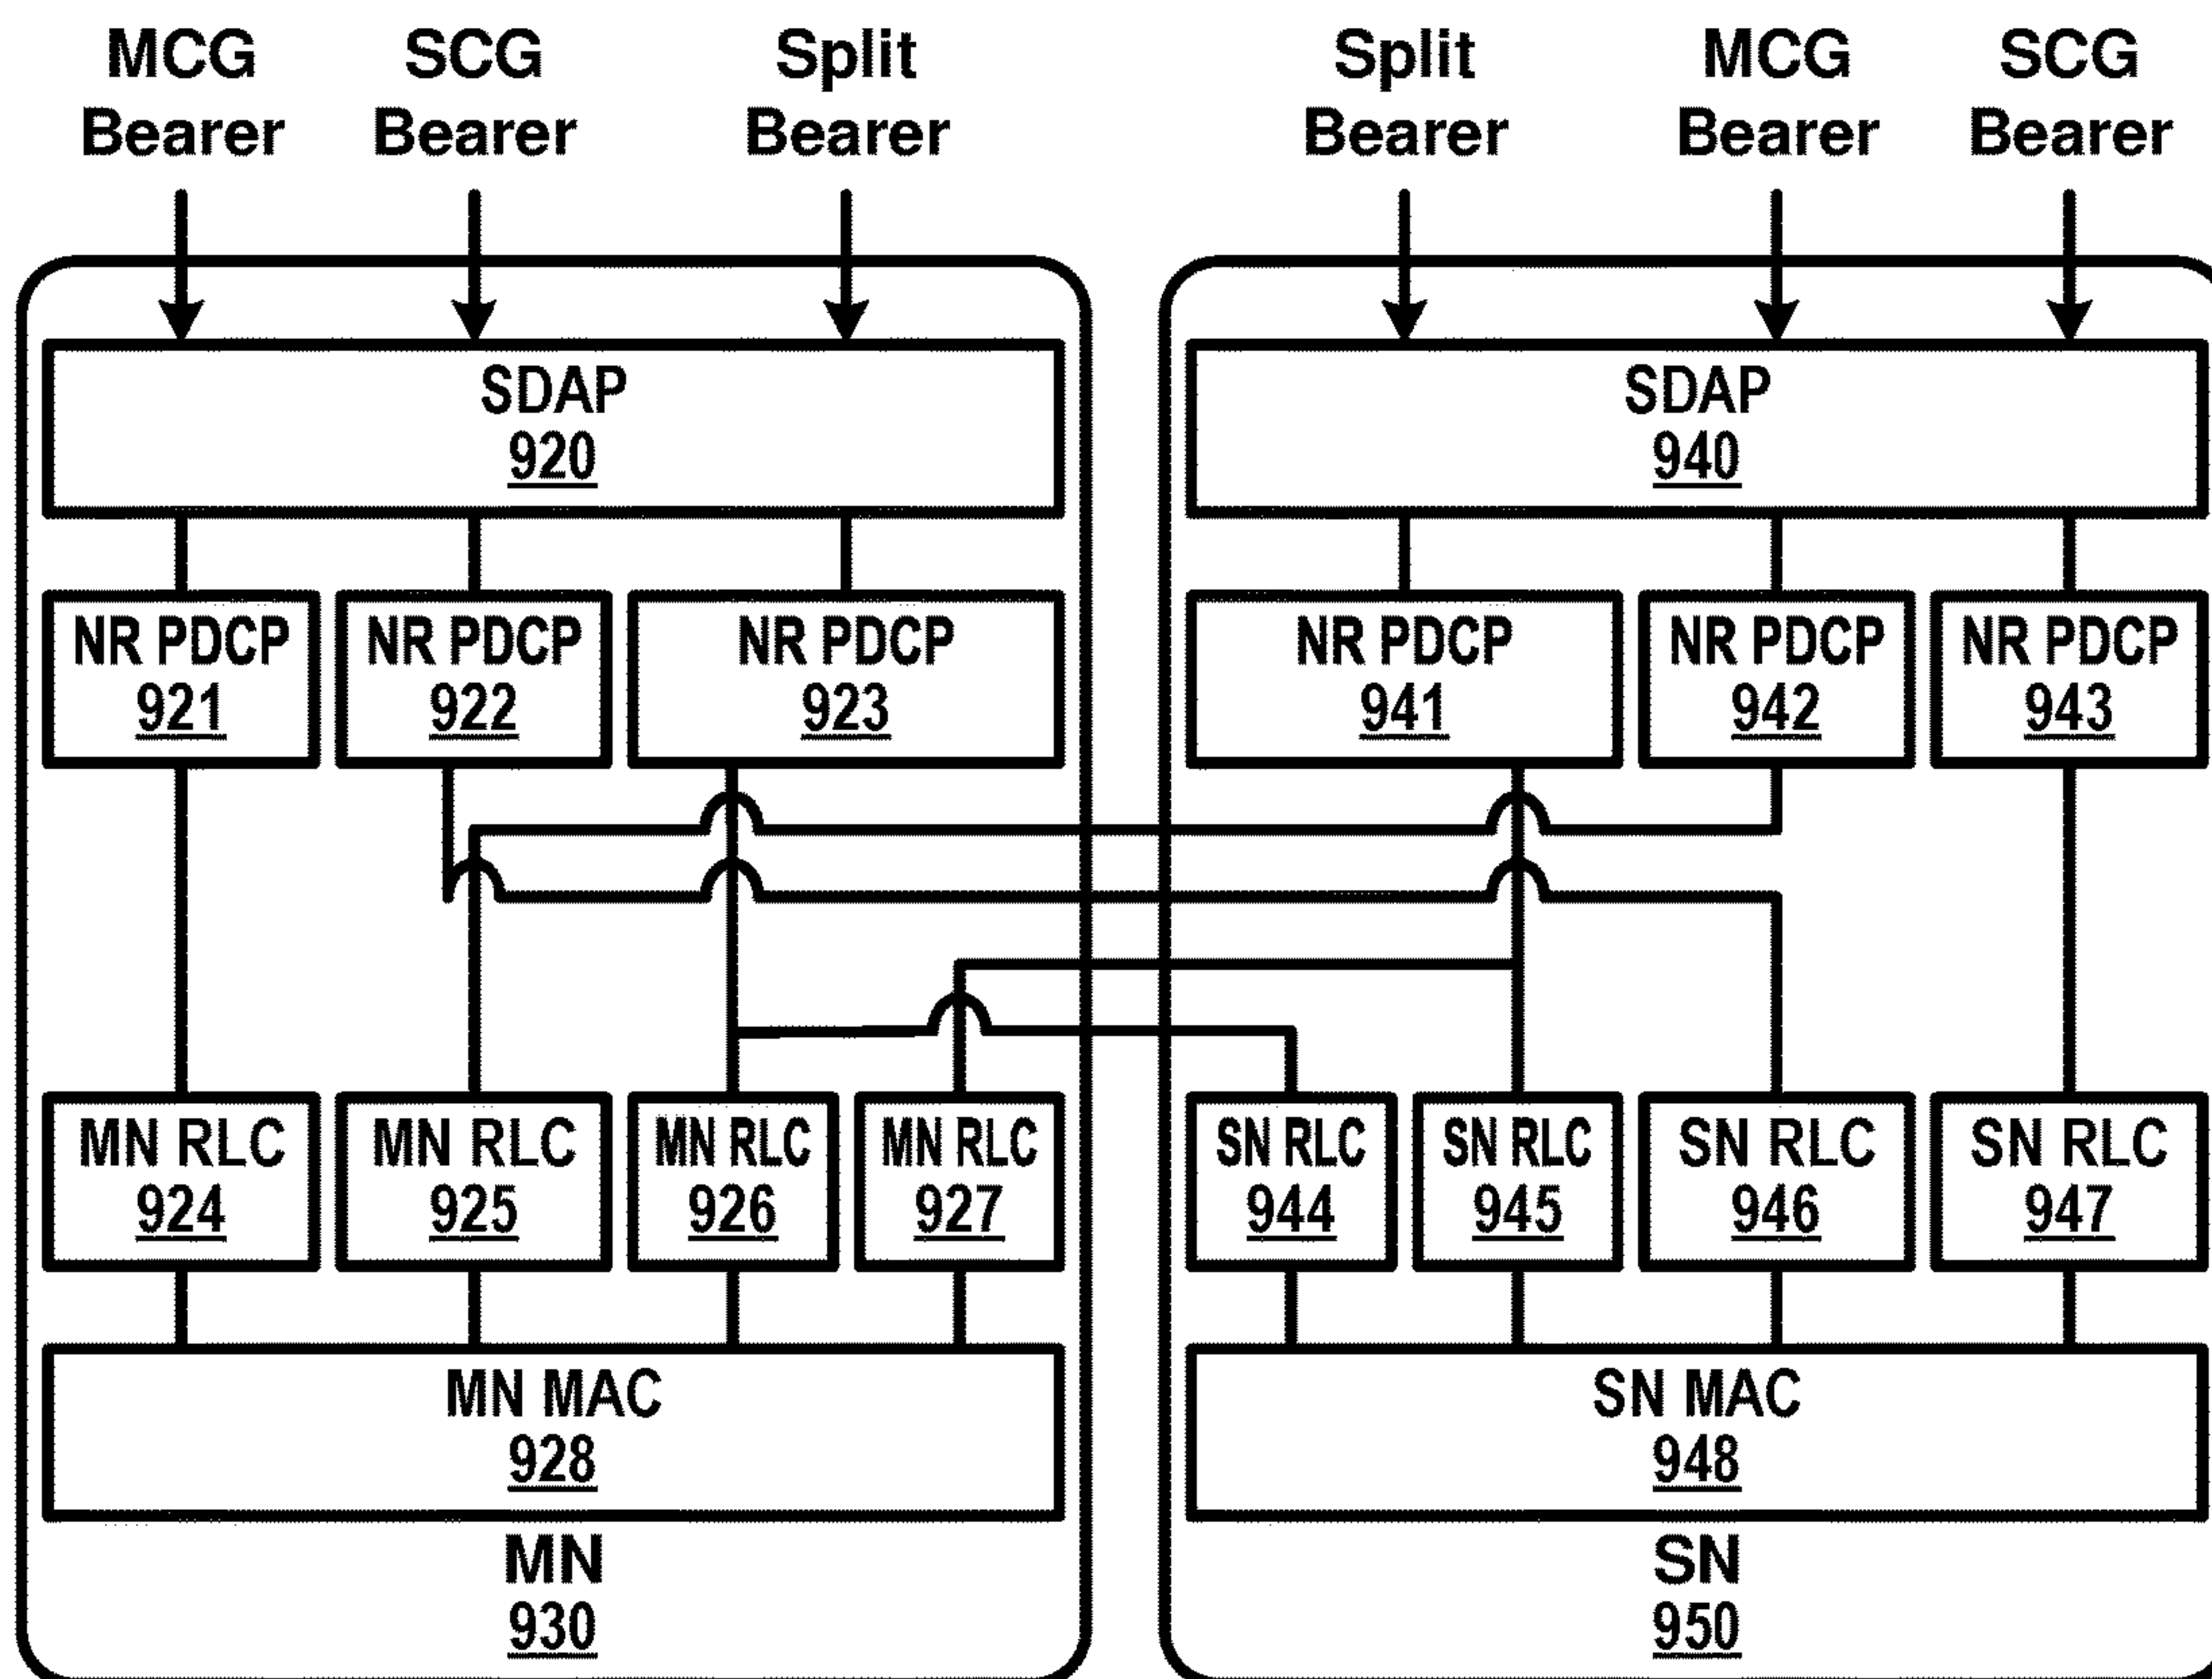 MCG SCG Split Split MCG SCG
Bearer Bearer Bearer Bearer Bearer Bearer
SDAP SDAP
920 940
NR PDCP NR PDCP NR PDCP NR PDCP NR PDCP NR PDCP
921 922 923 941 942 943
MN RLC MN RLC MN RLC MN RLC SN RLC SN RLC SN RLC SN RLC
924 925 926 927 944 945 946 947
MN MAC SN MAC
928 948
MN SN
930 950